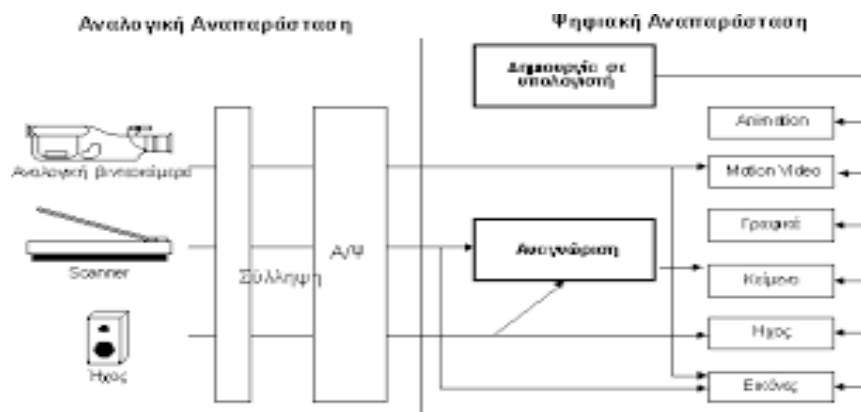 Αναλογική Αναπαράσταση
Ψηφιακή Αναπαράσταση
Δημιουργία σε
υπολογιστή
Animation
Αναλογική βιντεοκάμερα
Motion Video
Γραφικά
Αναγνώριση
Α/Ψ
Σύλληψη
Scanner
Κείμενο
Ήχος
Ηχος
Εικόνες